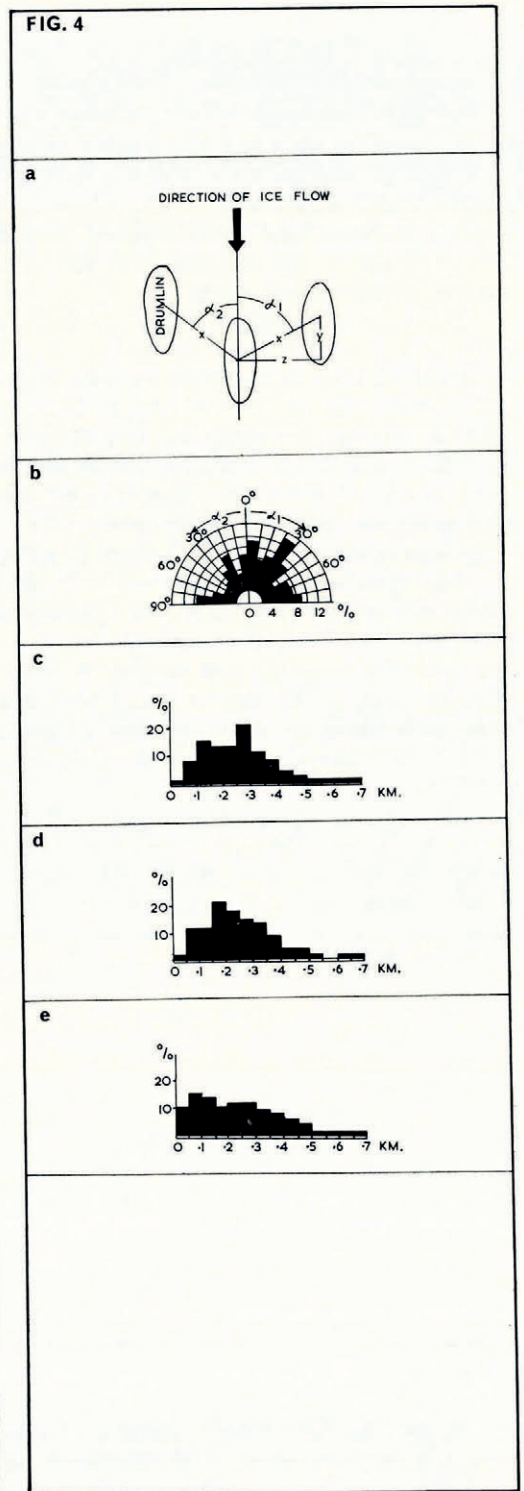 FIG. 4
a
DIRECTION OF ICE FLOW
DRUMLIN
α2
α1
x
x
y
z
b
0°
α2
α1
30°
30°
60°
60°
90°
0 4 8 12 °/o
c
°/o
20
10
0 ·1 ·2 ·3 ·4 ·5 ·6 ·7 KM.
d
°/o
20
10
0 ·1 ·2 ·3 ·4 ·5 ·6 ·7 KM.
e
°/o
20
10
0 ·1 ·2 ·3 ·4 ·5 ·6 ·7 KM.